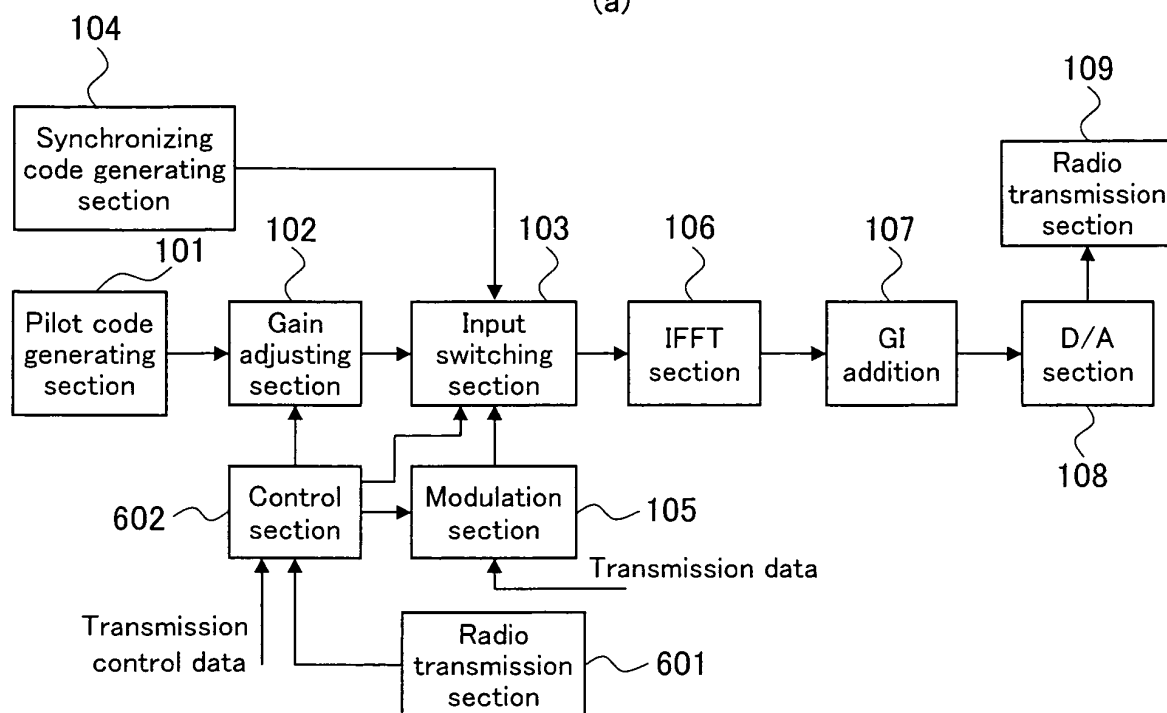 (a)
104
Synchronizing
code generating
section
109
Radio
transmission
section
101
Pilot code
generating
section
102
Gain
adjusting
section
103
Input
switching
section
106
IFFT
section
107
GI
addition
D/A
section
108
602
Control
section
Modulation
section
105
Transmission data
Transmission
control data
Radio
transmission
section
601